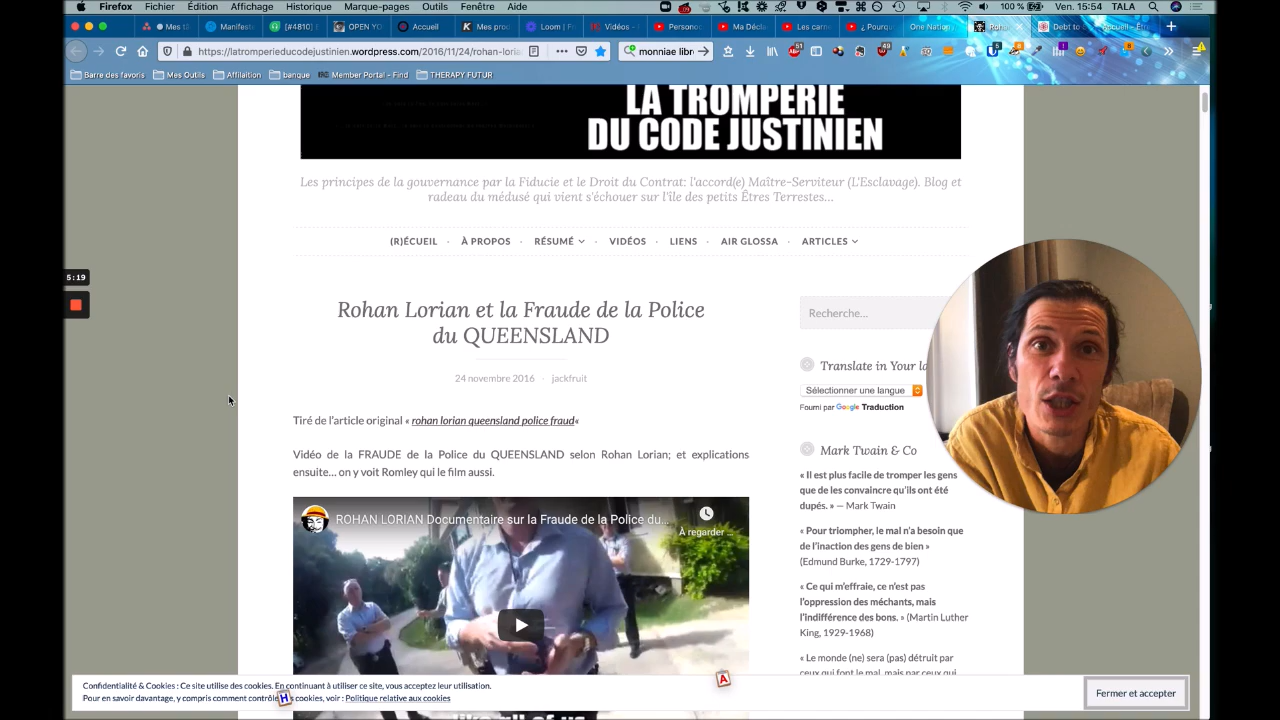 Firefox Fichier Édition Affichage Historique Marque-pages Outils Fenêtre Aide 100 % Ven. 15:54 TALA
Mes tâ Manifeste [#4810] E OPEN YO Accueil Mes prod Loom | Fr Vidéos - Personoc Ma Décla Les carne ¿ Pourqu One Nation Rohan Debt to Accueil – Être
https://latromperieducodejustinien.wordpress.com/2016/11/24/rohan-loria monniae libre
Barre des favoris Mes Outils Affilaition banque Member Portal - Find THERAPY FUTUR
LA TROMPERIE
DU CODE JUSTINIEN
Les principes de la gouvernance par la Fiducie et le Droit du Contrat: l'accord(e) Maître-Serviteur (L'Esclavage). Blog et
radeau du médusé qui vient s'échouer sur l'île des petits Êtres Terrestes…
(R)ÉCUEIL · À PROPOS · RÉSUMÉ · VIDÉOS · LIENS · AIR GLOSSA · ARTICLES
5:19
Rohan Lorian et la Fraude de la Police
du QUEENSLAND
24 novembre 2016 · jackfruit
Tiré de l'article original « rohan lorian queensland police fraud«
Vidéo de la FRAUDE de la Police du QUEENSLAND selon Rohan Lorian; et explications
ensuite… on y voit Romley qui le film aussi.
ROHAN LORIAN Documentaire sur la Fraude de la Police du...
À regarder ...
like all of us
Recherche…
Translate in Your la
Sélectionner une langue
Fourni par Google Traduction
Mark Twain & Co
« Il est plus facile de tromper les gens
que de les convaincre qu'ils ont été
dupés. » — Mark Twain
« Pour triompher, le mal n'a besoin que
de l'inaction des gens de bien »
(Edmund Burke, 1729-1797)
« Ce qui m'effraie, ce n'est pas
l'oppression des méchants, mais
l'indifférence des bons. » (Martin Luther
King, 1929-1968)
« Le monde (ne) sera (pas) détruit par
ceux qui font le mal, mais par ceux qui
Confidentialité & Cookies : Ce site utilise des cookies. En continuant à utiliser ce site, vous acceptez leur utilisation.
Pour en savoir davantage, y compris comment contrôle H s cookies, voir : Politique relative aux cookies
A
Fermer et accepter